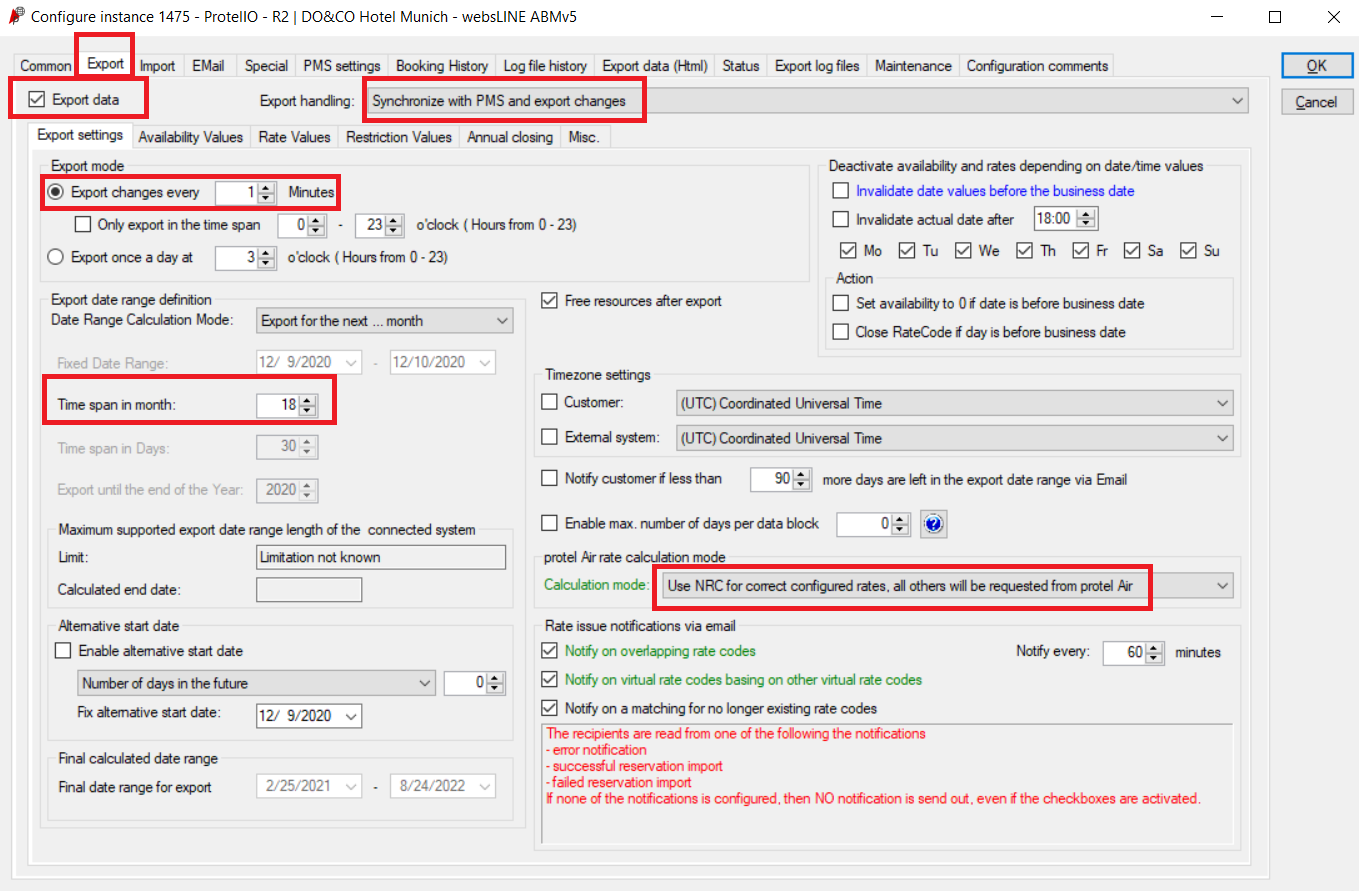 Configure instance 1475 - ProtelIO - R2 | DO&CO Hotel Munich - websLINE ABMv5
Common Export Import EMail Special PMS settings Booking History Log file history Export data (Html) Status Export log files Maintenance Configuration comments
OK
Cancel
Export data Export handling: Synchronize with PMS and export changes
Export settings Availability Values Rate Values Restriction Values Annual closing Misc.
Export mode
Export changes every 1 Minutes
Only export in the time span 0 - 23 o'clock ( Hours from 0 - 23)
Export once a day at 3 o'clock ( Hours from 0 - 23)
Deactivate availability and rates depending on date/time values
Invalidate date values before the business date
Invalidate actual date after 18:00
Mo Tu We Th Fr Sa Su
Action
Set availability to 0 if date is before business date
Close RateCode if day is before business date
Export date range definition
Date Range Calculation Mode: Export for the next ... month
Fixed Date Range: 12/ 9/2020 - 12/10/2020
Time span in month: 18
Time span in Days: 30
Export until the end of the Year: 2020
Maximum supported export date range length of the connected system
Limit: Limitation not known
Calculated end date:
Alternative start date
Enable alternative start date
Number of days in the future 0
Fix alternative start date: 12/ 9/2020
Final calculated date range
Final date range for export 2/25/2021 - 8/24/2022
Free resources after export
Timezone settings
Customer: (UTC) Coordinated Universal Time
External system: (UTC) Coordinated Universal Time
Notify customer if less than 90 more days are left in the export date range via Email
Enable max. number of days per data block 0 ?
protel Air rate calculation mode
Calculation mode: Use NRC for correct configured rates, all others will be requested from protel Air
Rate issue notifications via email
Notify on overlapping rate codes Notify every: 60 minutes
Notify on virtual rate codes basing on other virtual rate codes
Notify on a matching for no longer existing rate codes
The recipients are read from one of the following the notifications
- error notification
- successful reservation import
- failed reservation import
If none of the notifications is configured, then NO notification is send out, even if the checkboxes are activated.